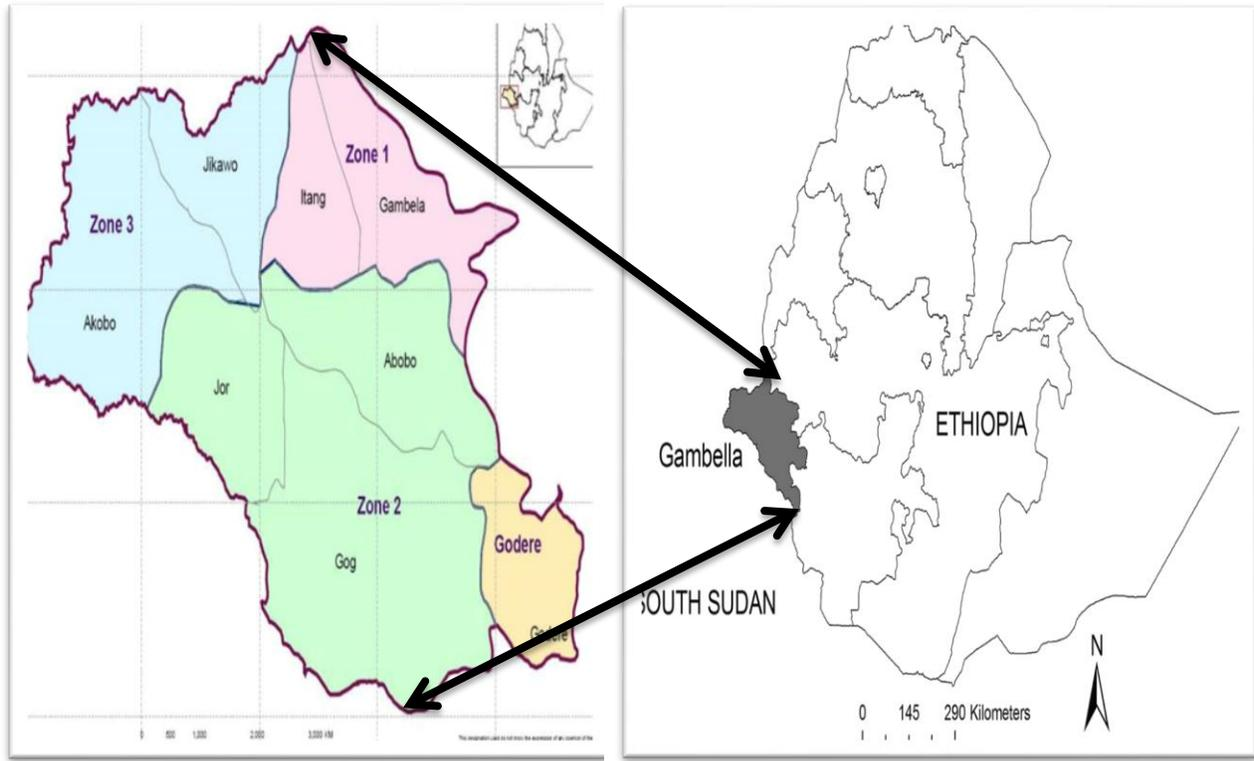 Zone 1
Jikawo
Itang
Gambela
Zone 3
Akobo
Abobo
Jor
Zone 2
Godere
Gog
Godere
0 500 1,000 2,000 3,000 KM
ETHIOPIA
Gambella
SOUTH SUDAN
N
0 145 290 Kilometers